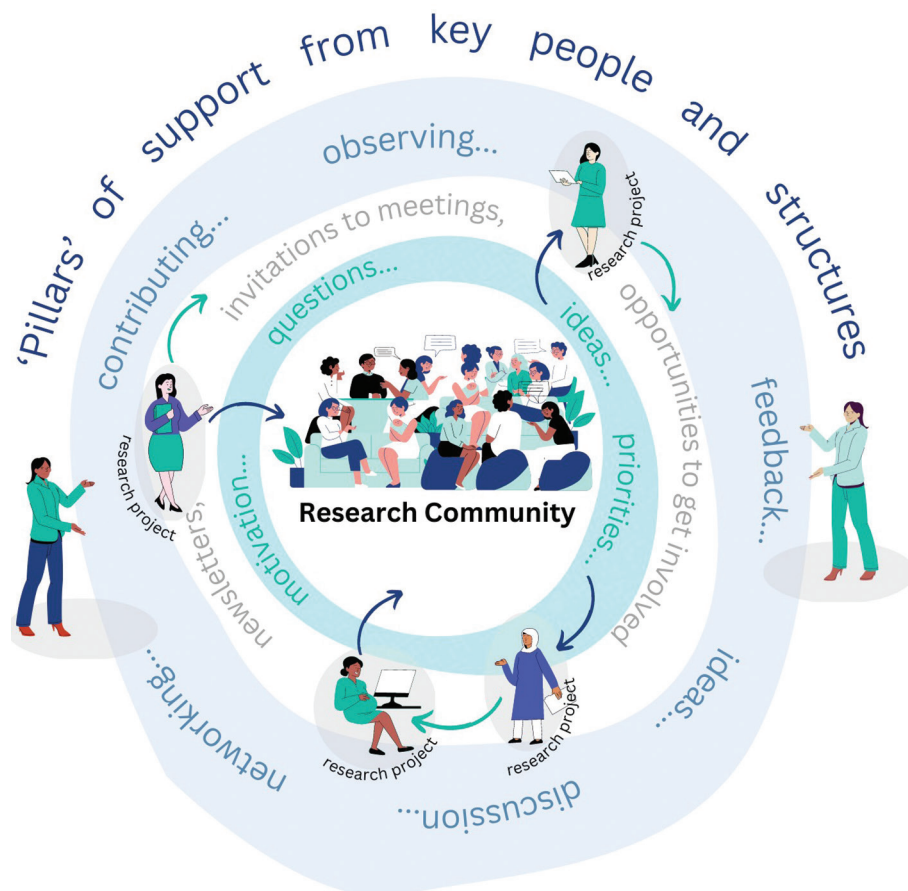 ‘Pillars’ of support from key people and structures
observing...
contributing...
feedback...
ideas...
discussion...
networking...
invitations to meetings,
opportunities to get involved
newsletters,
questions...
ideas...
priorities...
motivation...
research project
research project
research project
research project
Research Community